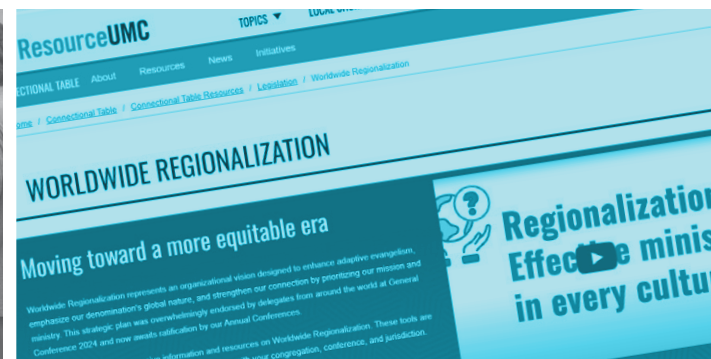 ResourceUMC
TOPICS
NECTIONAL TABLE About Resources News Initiatives
ome / Connectional Table / Connectional Table Resources / Legislation / Worldwide Regionalization
WORLDWIDE REGIONALIZATION
Moving toward a more equitable era
Worldwide Regionalization represents an organizational vision designed to enhance adaptive evangelism,
emphasize our denomination's global nature, and strengthen our connection by prioritizing our mission and
ministry. This strategic plan was overwhelmingly endorsed by delegates from around the world at General
Conference 2024 and now awaits ratification by our Annual Conferences.
information and resources on Worldwide Regionalization. These tools are
your congregation, conference, and jurisdiction.
Regionalization
Effective minis
in every cultu